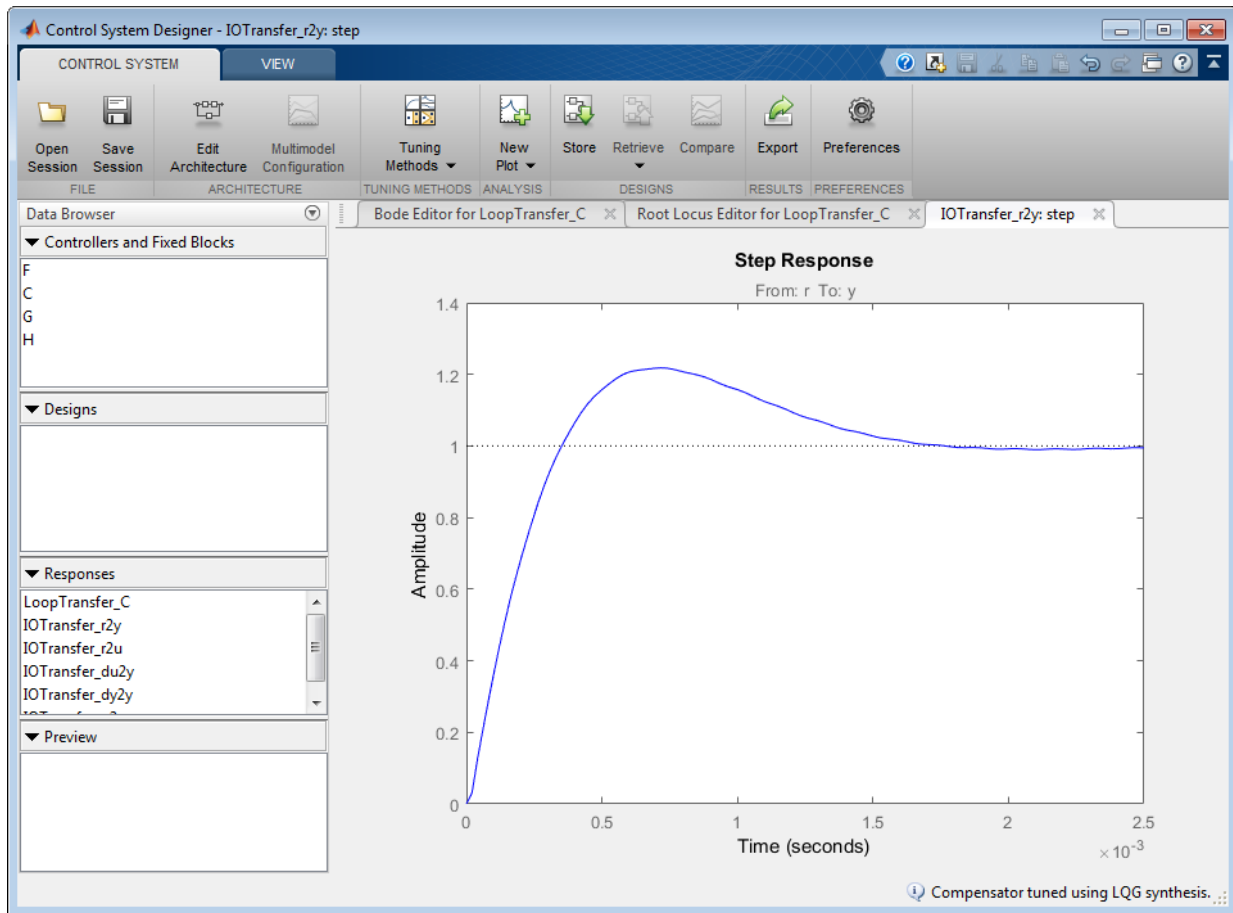 Control System Designer - IOTransfer_r2y: step
CONTROL SYSTEM
VIEW
Open Session
Save Session
Edit Architecture
Multimodel Configuration
Tuning Methods
New Plot
Store
Retrieve
Compare
Export
Preferences
FILE
ARCHITECTURE
TUNING METHODS
ANALYSIS
DESIGNS
RESULTS
PREFERENCES
Data Browser
Controllers and Fixed Blocks
F
C
G
H
Designs
Responses
LoopTransfer_C
IOTransfer_r2y
IOTransfer_r2u
IOTransfer_du2y
IOTransfer_dy2y
Preview
Bode Editor for LoopTransfer_C
Root Locus Editor for LoopTransfer_C
IOTransfer_r2y: step
Step Response
From: r To: y
1.4
1.2
1
0.8
0.6
0.4
0.2
0
Amplitude
0
0.5
1
1.5
2
2.5
Time (seconds)
×10⁻³
Compensator tuned using LQG synthesis.